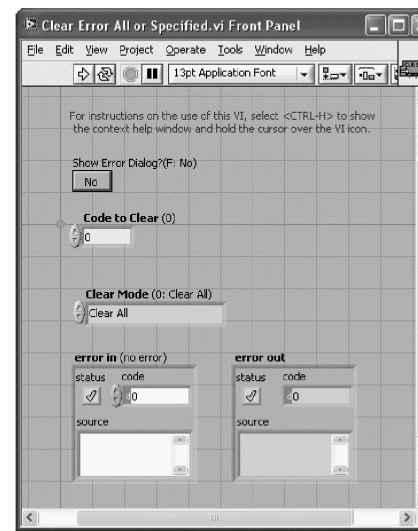 Clear Error All or Specified.vi Front Panel
File Edit View Project Operate Tools Window Help
13pt Application Font
For instructions on the use of this VI, select <CTRL-H> to show
the context help window and hold the cursor over the VI icon.
Show Error Dialog?(F: No)
No
Code to Clear (0)
0
Clear Mode (0: Clear All)
Clear All
error in (no error) error out
status code status code
0 0
source source